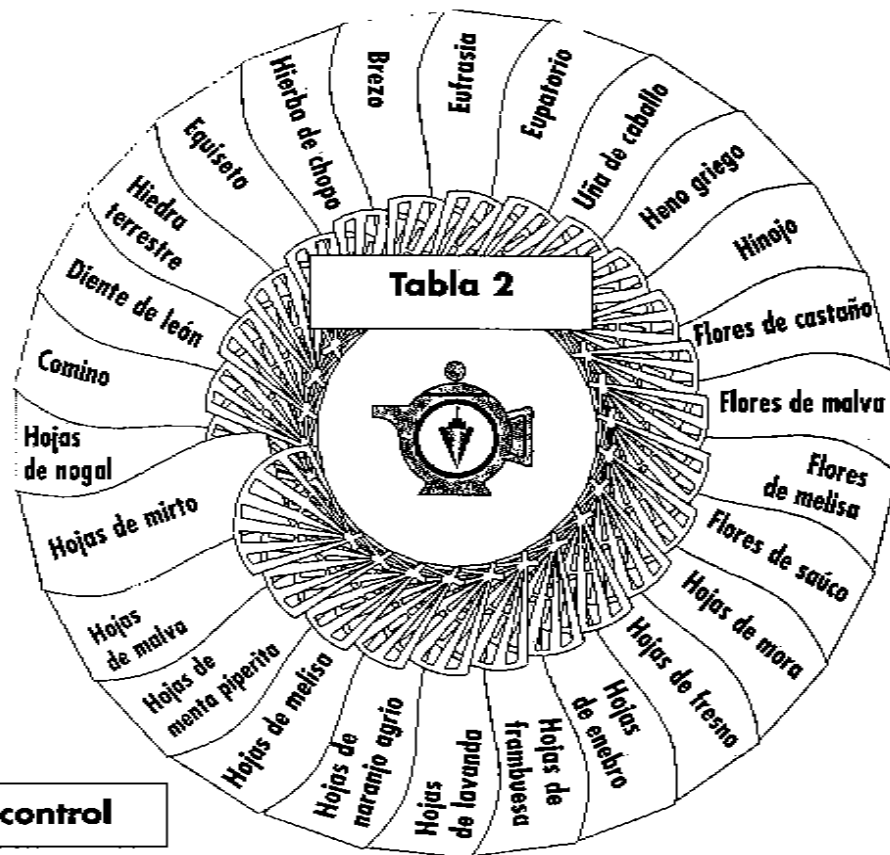 Tabla 2
Comino
Diente de león
Hiedra
terrestre
Equiseto
Hierba de chopo
Brezo
Eufrasia
Eupatorio
Uña de caballo
Heno griego
Hinojo
Flores de castaño
Flores de malva
Flores
de melisa
Flores de saúco
Hojas de mora
Hojas de fresno
Hojas
de enebro
Hojas de
frambuesa
Hojas
de lavanda
Hojas de
naranjo agrio
Hojas de melisa
Hojas de
menta piperita
Hojas
de malva
Hojas de mirto
Hojas
de nogal
control